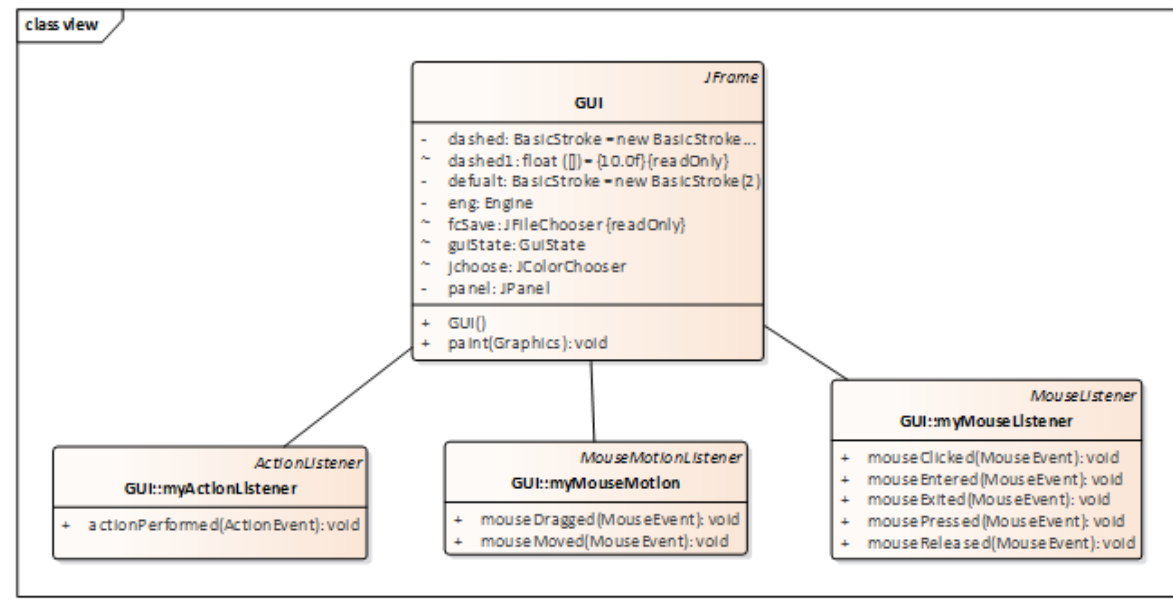 class view
JFrame
GUI
- dashed: BasicStroke = new BasicStroke...
~ dashed1: float ([]) = {10.0f}{readOnly}
- defualt: BasicStroke = new BasicStroke(2)
- eng: Engine
~ fcSave: JFileChooser {readOnly}
~ guiState: GuiState
~ jchoose: JColorChooser
- panel: JPanel
+ GUI()
+ paint(Graphics): void
ActionListener
GUI::myActionListener
+ actionPerformed(ActionEvent): void
MouseMotionListener
GUI::myMouseMotion
+ mouseDragged(MouseEvent): void
+ mouseMoved(MouseEvent): void
MouseListener
GUI::myMouseListener
+ mouseClicked(MouseEvent): void
+ mouseEntered(MouseEvent): void
+ mouseExited(MouseEvent): void
+ mousePressed(MouseEvent): void
+ mouseReleased(MouseEvent): void